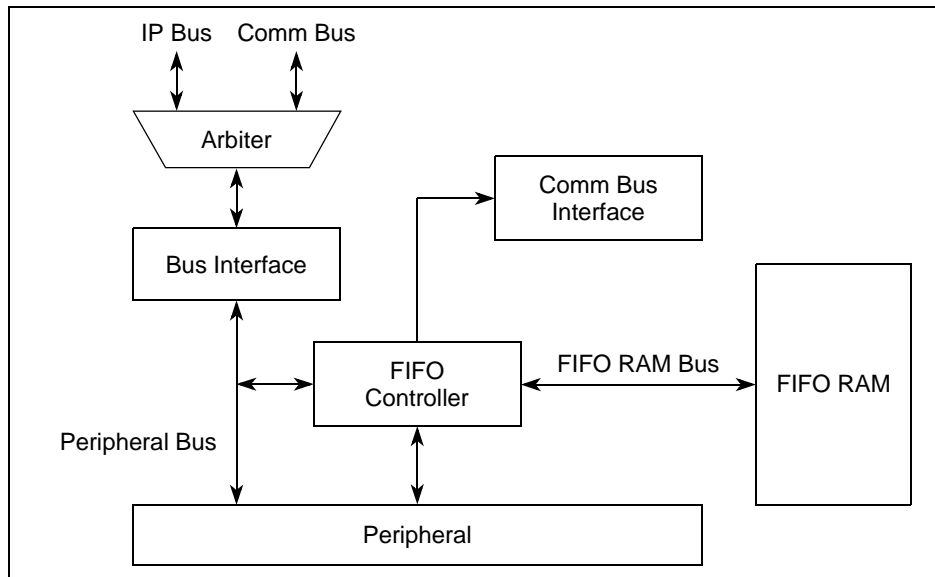 IP Bus
Comm Bus
Arbiter
Comm Bus
Interface
Bus Interface
FIFO
Controller
FIFO RAM Bus
FIFO RAM
Peripheral Bus
Peripheral